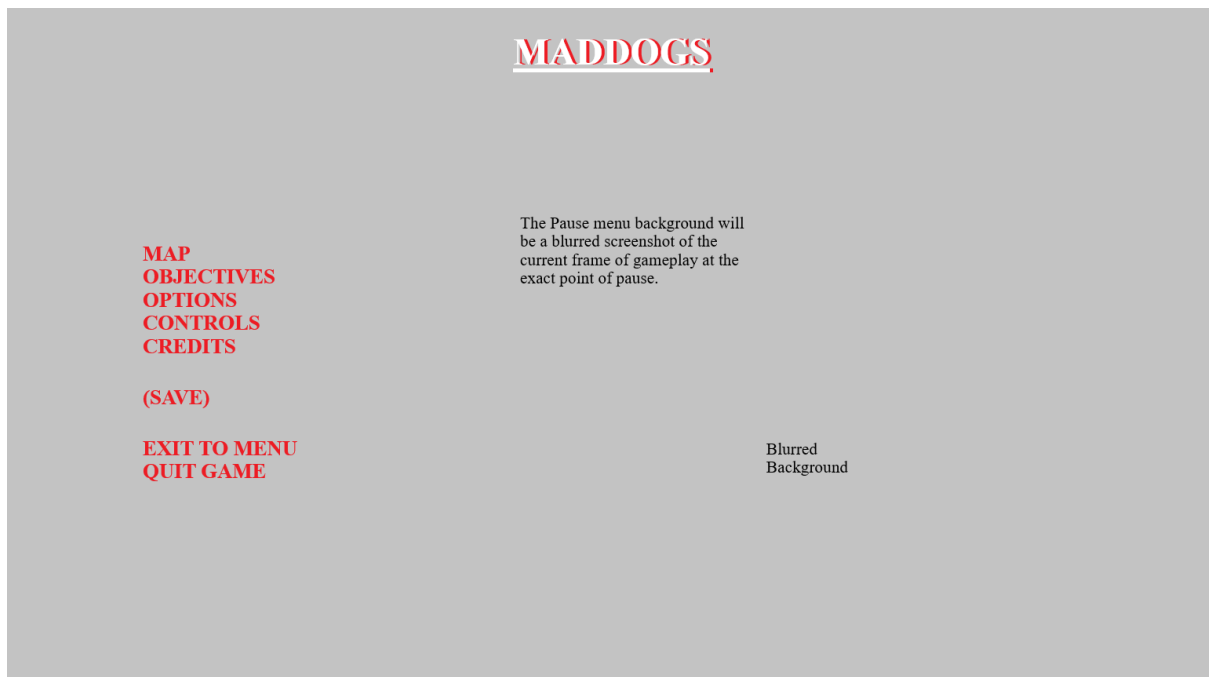 MADDOGS
The Pause menu background will
be a blurred screenshot of the
current frame of gameplay at the
exact point of pause.
MAP
OBJECTIVES
OPTIONS
CONTROLS
CREDITS
(SAVE)
EXIT TO MENU
QUIT GAME
Blurred
Background